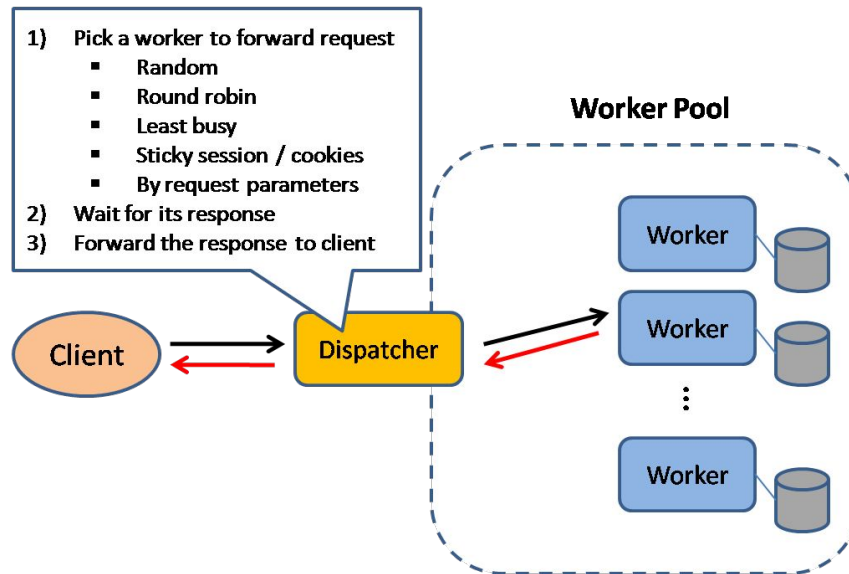 1) Pick a worker to forward request
▪ Random
▪ Round robin
▪ Least busy
▪ Sticky session / cookies
▪ By request parameters
2) Wait for its response
3) Forward the response to client
Worker Pool
Worker
Client
Dispatcher
Worker
⋮
Worker